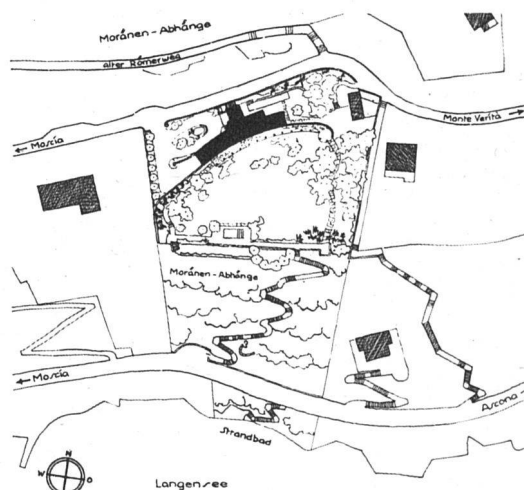 Moränen-Abhänge
alter Römerweg
← Moscia
Monte Verità →
Moränen-Abhänge
← Moscia
Ascona
Strandbad
N
W O
S
Langensee